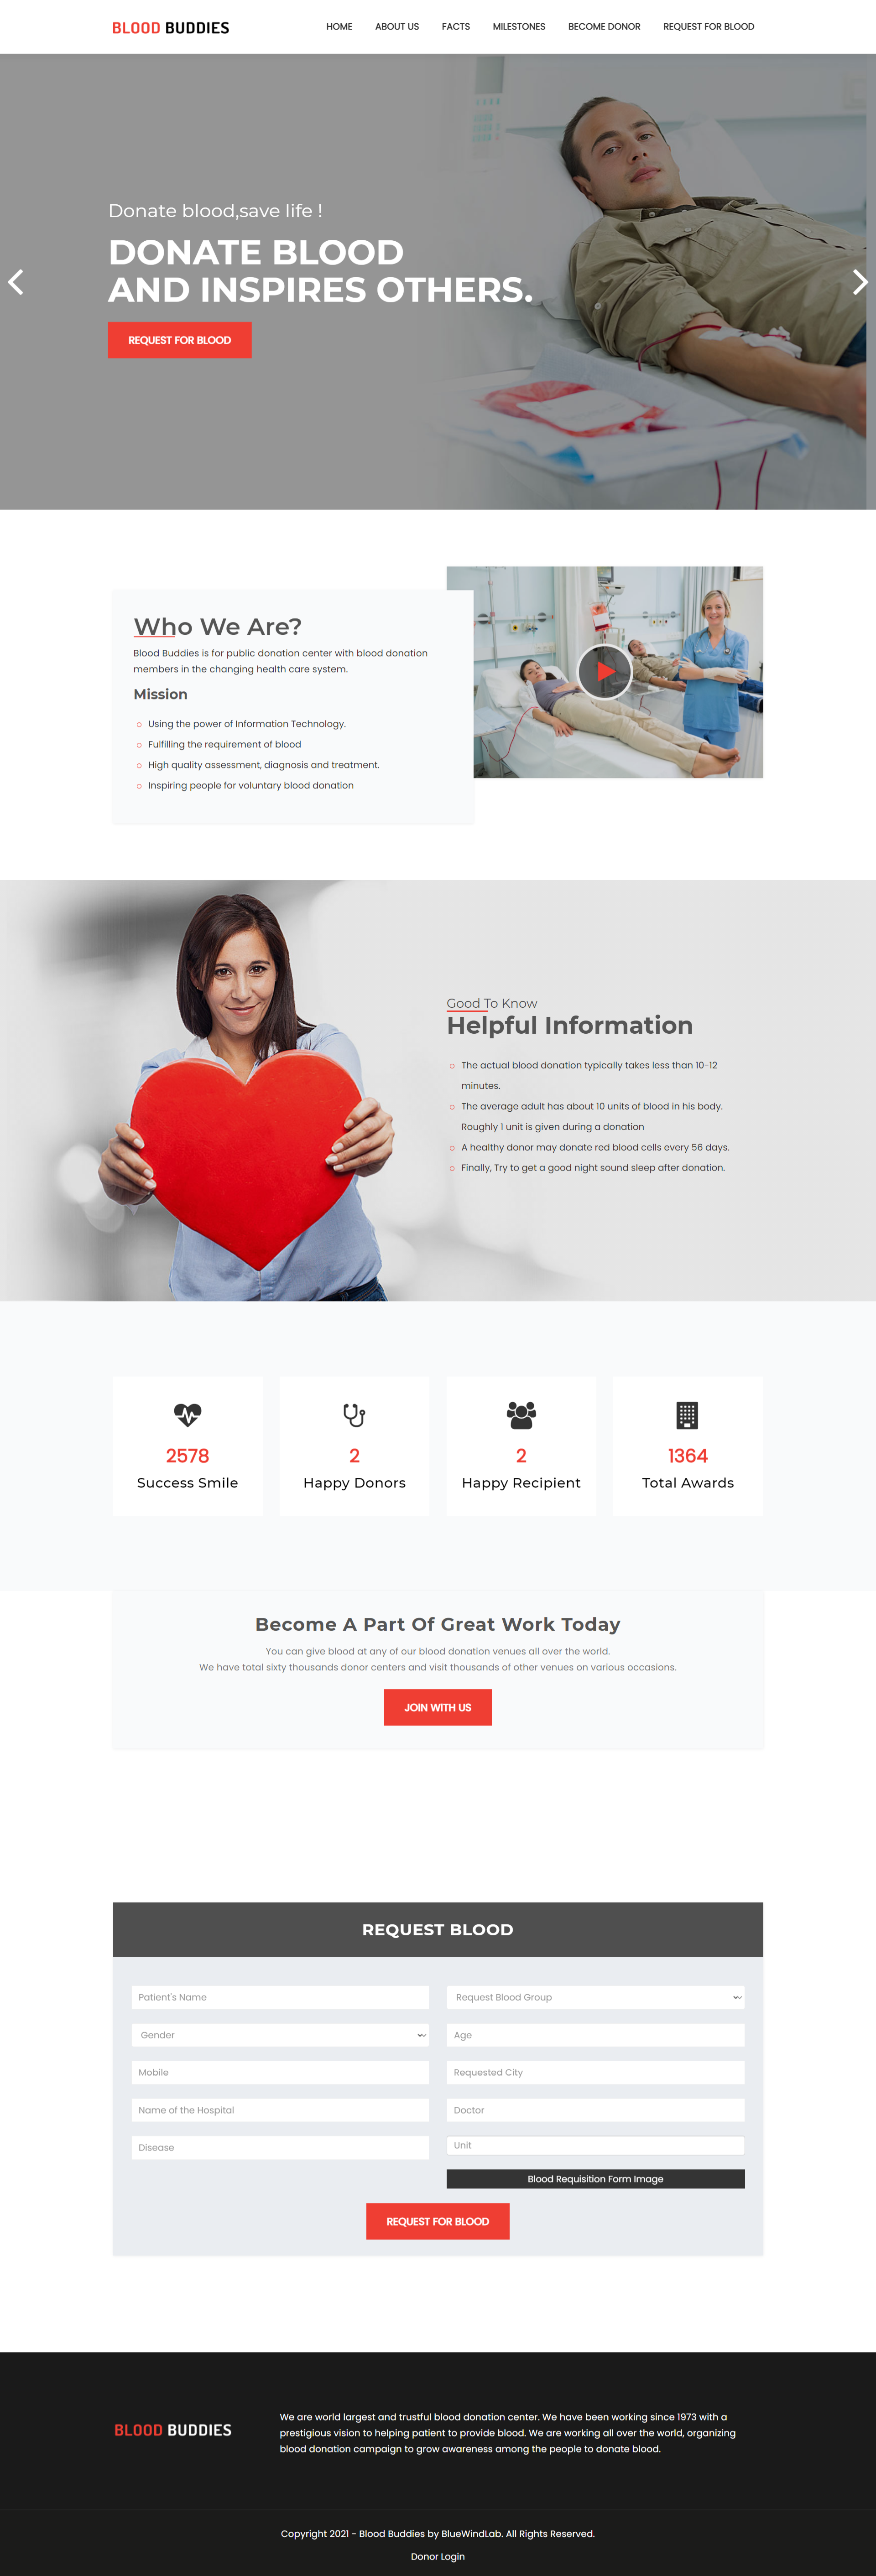 BLOOD BUDDIES
HOME ABOUT US FACTS MILESTONES BECOME DONOR REQUEST FOR BLOOD
Donate blood,save life !
DONATE BLOOD
AND INSPIRES OTHERS.
REQUEST FOR BLOOD
Who We Are?
Blood Buddies is for public donation center with blood donation
members in the changing health care system.
Mission
Using the power of Information Technology.
Fulfilling the requirement of blood
High quality assessment, diagnosis and treatment.
Inspiring people for voluntary blood donation
Good To Know
Helpful Information
The actual blood donation typically takes less than 10-12
minutes.
The average adult has about 10 units of blood in his body.
Roughly 1 unit is given during a donation
A healthy donor may donate red blood cells every 56 days.
Finally, Try to get a good night sound sleep after donation.
2578
Success Smile
2
Happy Donors
2
Happy Recipient
1364
Total Awards
Become A Part Of Great Work Today
You can give blood at any of our blood donation venues all over the world.
We have total sixty thousands donor centers and visit thousands of other venues on various occasions.
JOIN WITH US
REQUEST BLOOD
Patient's Name
Request Blood Group
Gender
Age
Mobile
Requested City
Name of the Hospital
Doctor
Disease
Unit
Blood Requisition Form Image
REQUEST FOR BLOOD
BLOOD BUDDIES
We are world largest and trustful blood donation center. We have been working since 1973 with a
prestigious vision to helping patient to provide blood. We are working all over the world, organizing
blood donation campaign to grow awareness among the people to donate blood.
Copyright 2021 - Blood Buddies by BlueWindLab. All Rights Reserved.
Donor Login